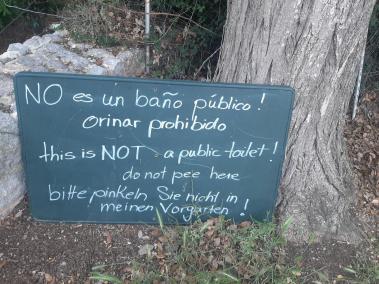 NO es un baño público!
orinar prohibido
this is NOT a public toilet!
do not pee here
bitte pinkeln Sie nicht in
meinen Vorgarten!